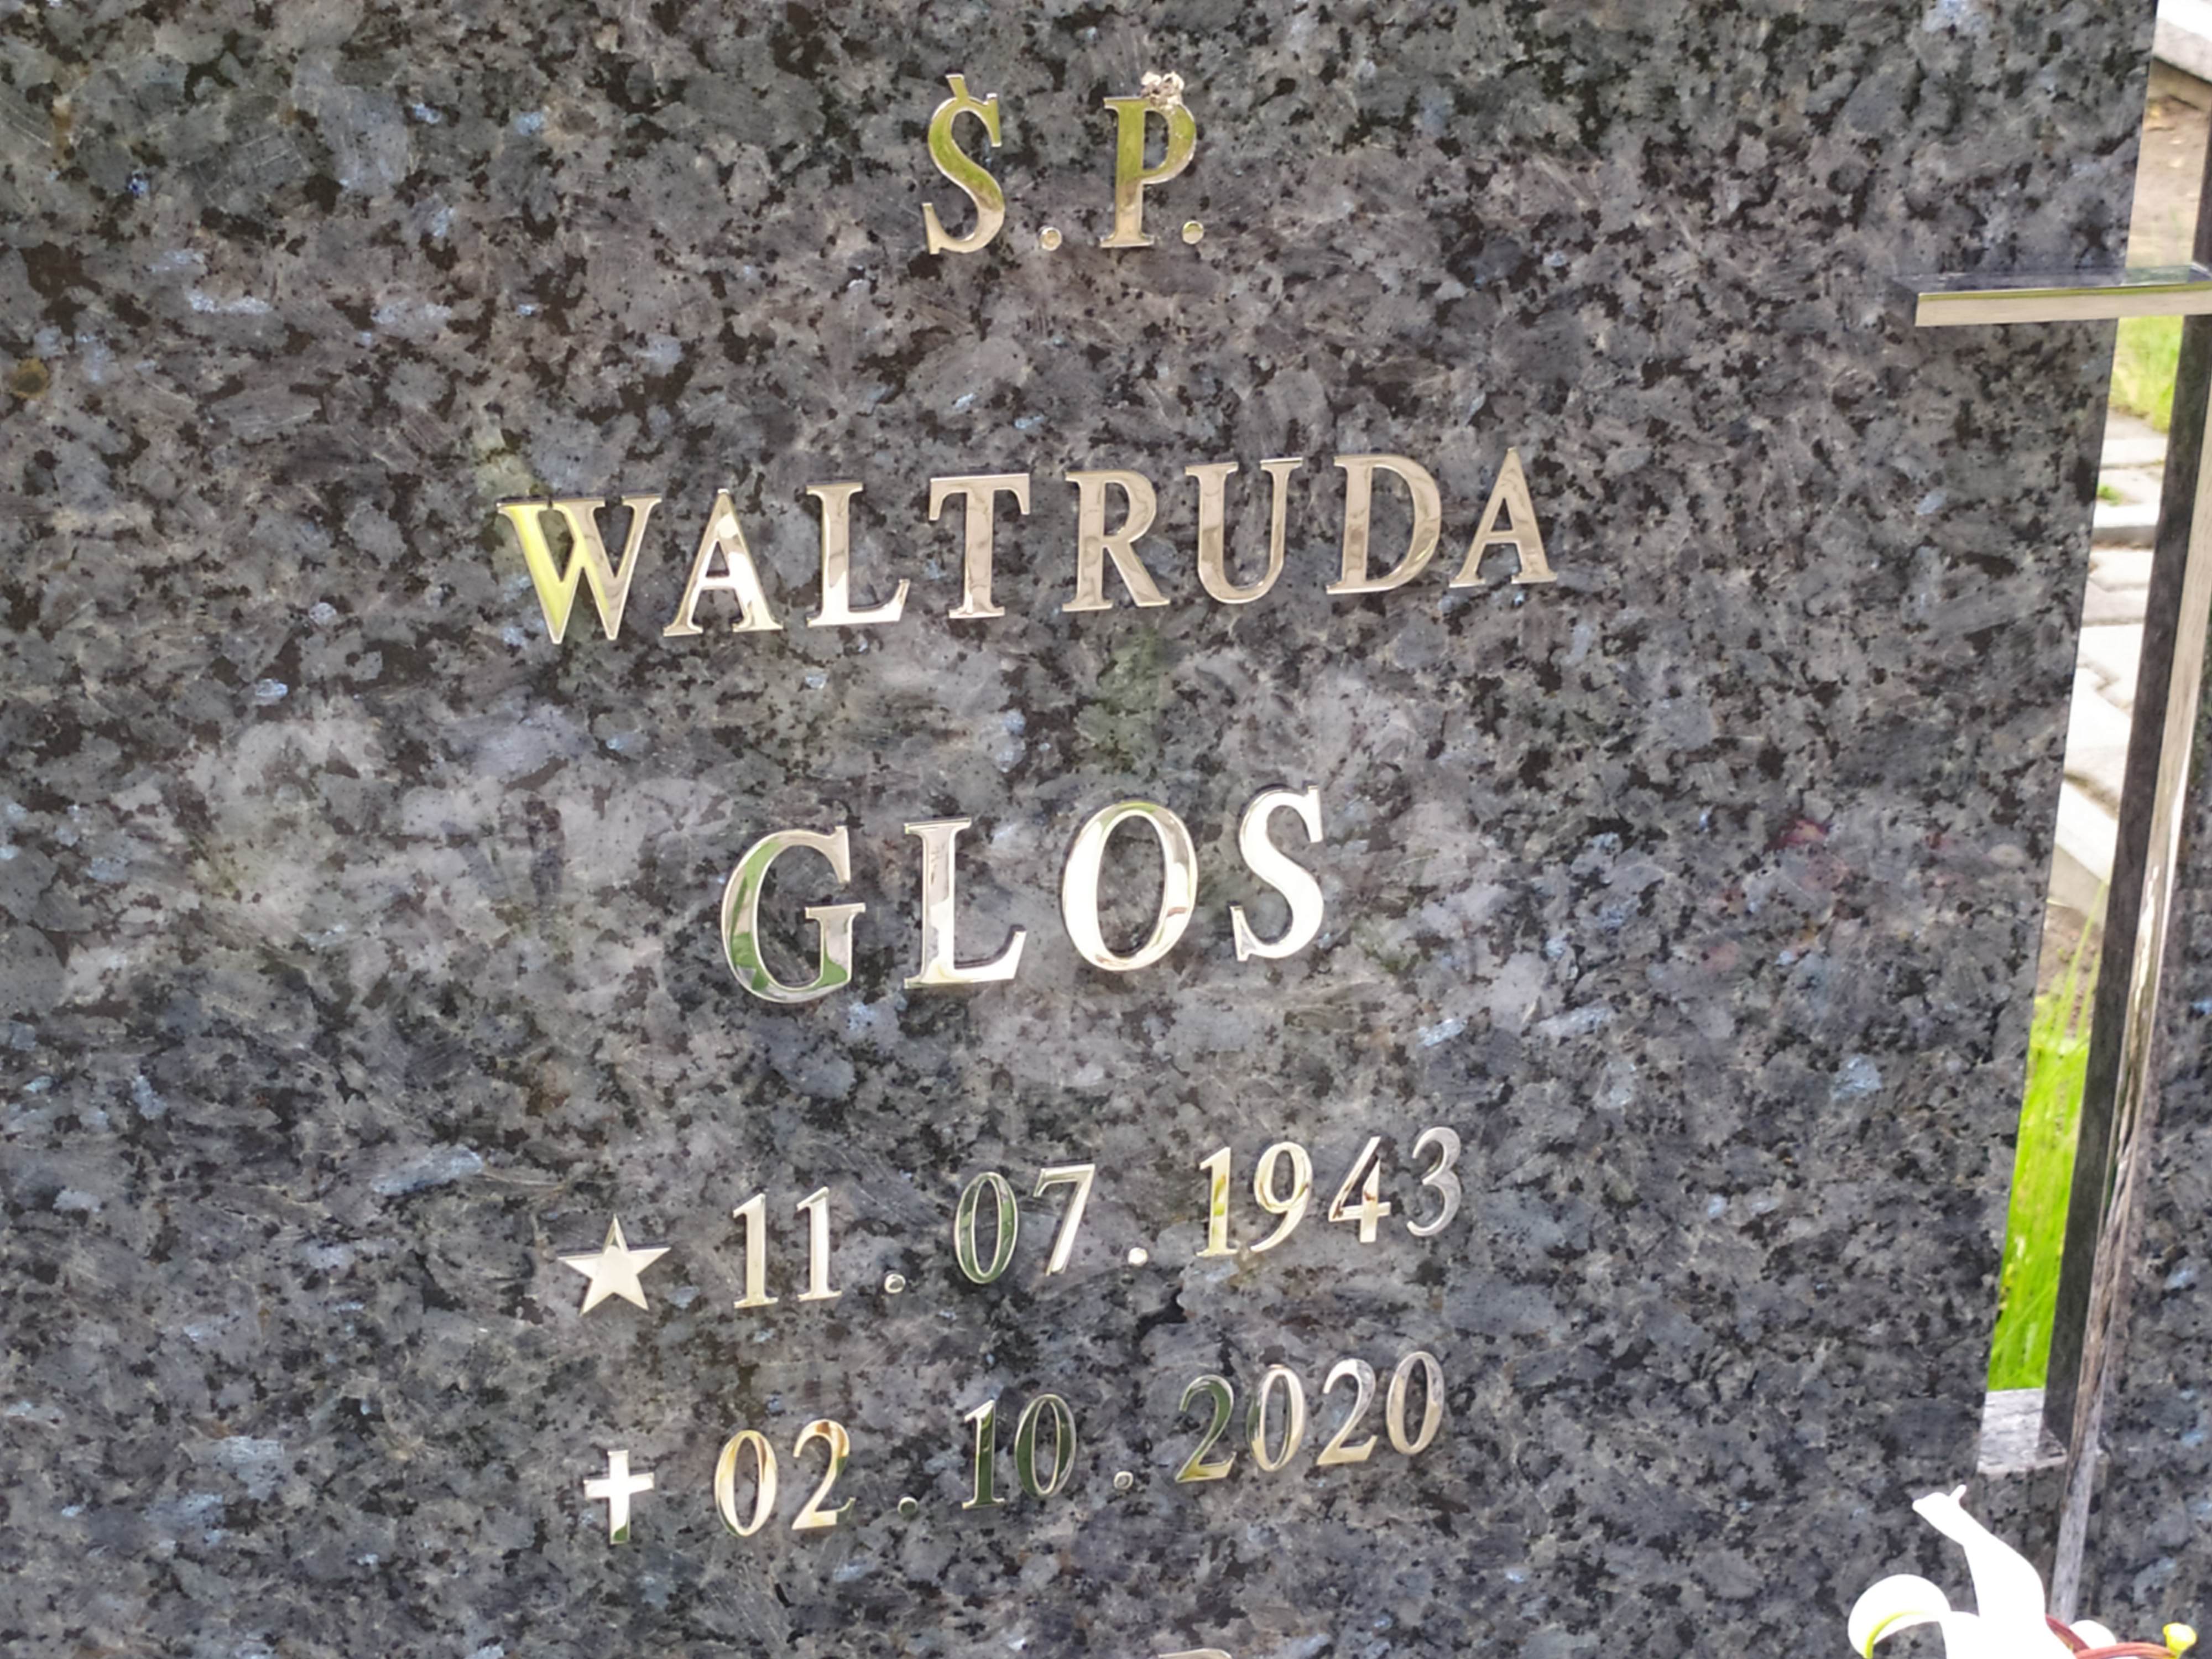 Ś.P.
WALTRUDA
GLOS
★ 11.07.1943
✝ 02.10.2020